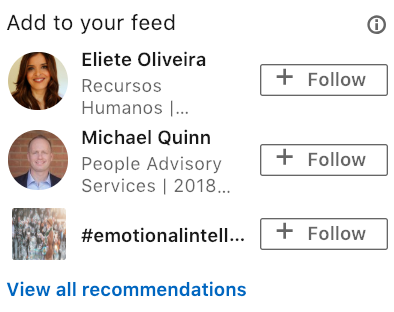 Add to your feed
Eliete Oliveira
Recursos
Humanos |...
+ Follow
Michael Quinn
People Advisory
Services | 2018...
+ Follow
#emotionalintell...
+ Follow
View all recommendations